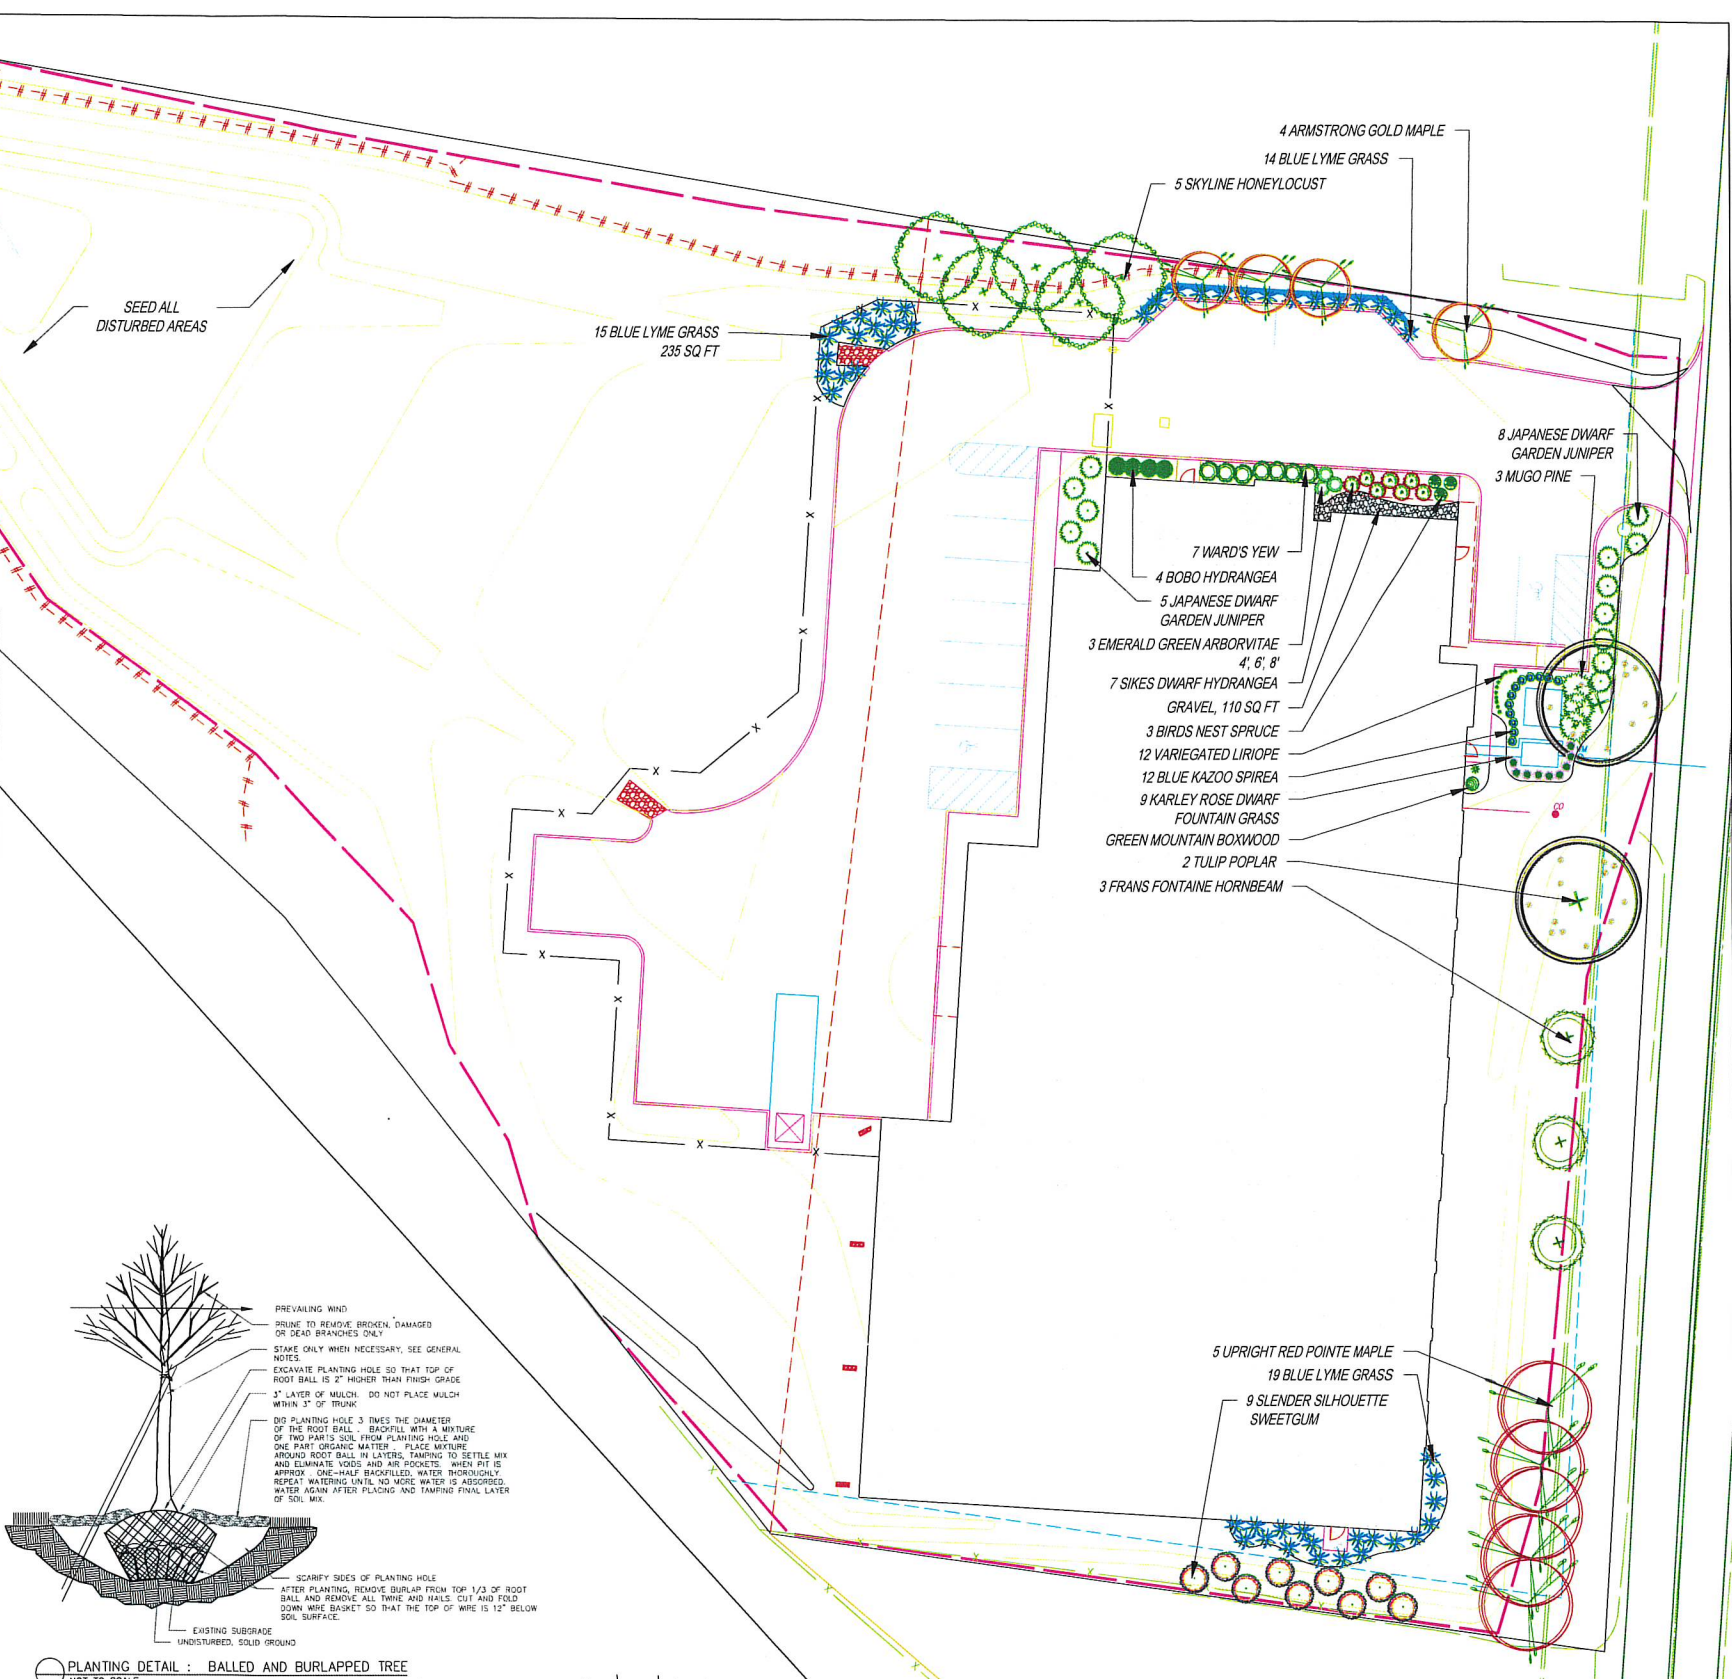 4 ARMSTRONG GOLD MAPLE
14 BLUE LYME GRASS
5 SKYLINE HONEYLOCUST
SEED ALL
DISTURBED AREAS
15 BLUE LYME GRASS
235 SQ FT
8 JAPANESE DWARF
GARDEN JUNIPER
3 MUGO PINE
7 WARD'S YEW
4 BOBO HYDRANGEA
5 JAPANESE DWARF
GARDEN JUNIPER
3 EMERALD GREEN ARBORVITAE
4', 6', 8'
7 SIKES DWARF HYDRANGEA
GRAVEL, 110 SQ FT
3 BIRDS NEST SPRUCE
12 VARIEGATED LIRIOPE
12 BLUE KAZOO SPIREA
9 KARLEY ROSE DWARF
FOUNTAIN GRASS
GREEN MOUNTAIN BOXWOOD
2 TULIP POPLAR
3 FRANS FONTAINE HORNBEAM
CO
5 UPRIGHT RED POINTE MAPLE
19 BLUE LYME GRASS
9 SLENDER SILHOUETTE
SWEETGUM
PREVAILING WIND
PRUNE TO REMOVE BROKEN, DAMAGED
OR DEAD BRANCHES ONLY
STAKE ONLY WHEN NECESSARY, SEE GENERAL
NOTES.
EXCAVATE PLANTING HOLE SO THAT TOP OF
ROOT BALL IS 2" HIGHER THAN FINISH GRADE
3" LAYER OF MULCH. DO NOT PLACE MULCH
WITHIN 3" OF TRUNK
DIG PLANTING HOLE 3 TIMES THE DIAMETER
OF THE ROOT BALL . BACKFILL WITH A MIXTURE
OF TWO PARTS SOIL FROM PLANTING HOLE AND
ONE PART ORGANIC MATTER . PLACE MIXTURE
AROUND ROOT BALL IN LAYERS, TAMPING TO SETTLE MIX
AND ELIMINATE VOIDS AND AIR POCKETS. WHEN PIT IS
APPROX . ONE-HALF BACKFILLED, WATER THOROUGHLY.
REPEAT WATERING UNTIL NO MORE WATER IS ABSORBED.
WATER AGAIN AFTER PLACING AND TAMPING FINAL LAYER
OF SOIL MIX.
SCARIFY SIDES OF PLANTING HOLE
AFTER PLANTING, REMOVE BURLAP FROM TOP 1/3 OF ROOT
BALL AND REMOVE ALL TWINE AND NAILS. CUT AND FOLD
DOWN WIRE BASKET SO THAT THE TOP OF WIRE IS 12" BELOW
SOIL SURFACE.
EXISTING SUBGRADE
UNDISTURBED, SOLID GROUND
PLANTING DETAIL : BALLED AND BURLAPPED TREE
NOT TO SCALE